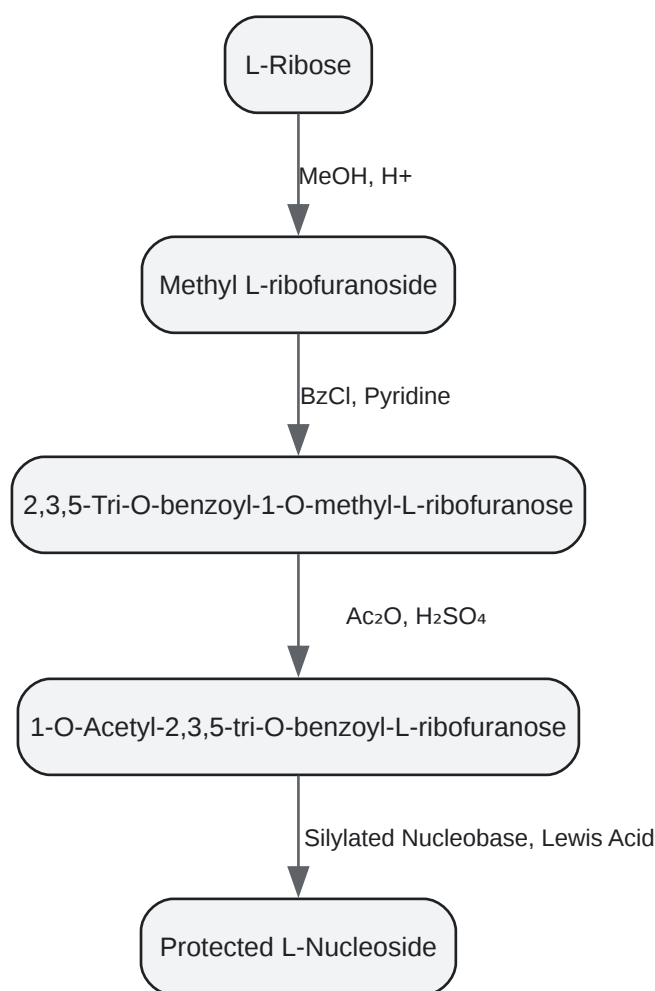 L-Ribose
MeOH, H+
Methyl L-ribofuranoside
BzCl, Pyridine
2,3,5-Tri-O-benzoyl-1-O-methyl-L-ribofuranose
Ac₂O, H₂SO₄
1-O-Acetyl-2,3,5-tri-O-benzoyl-L-ribofuranose
Silylated Nucleobase, Lewis Acid
Protected L-Nucleoside